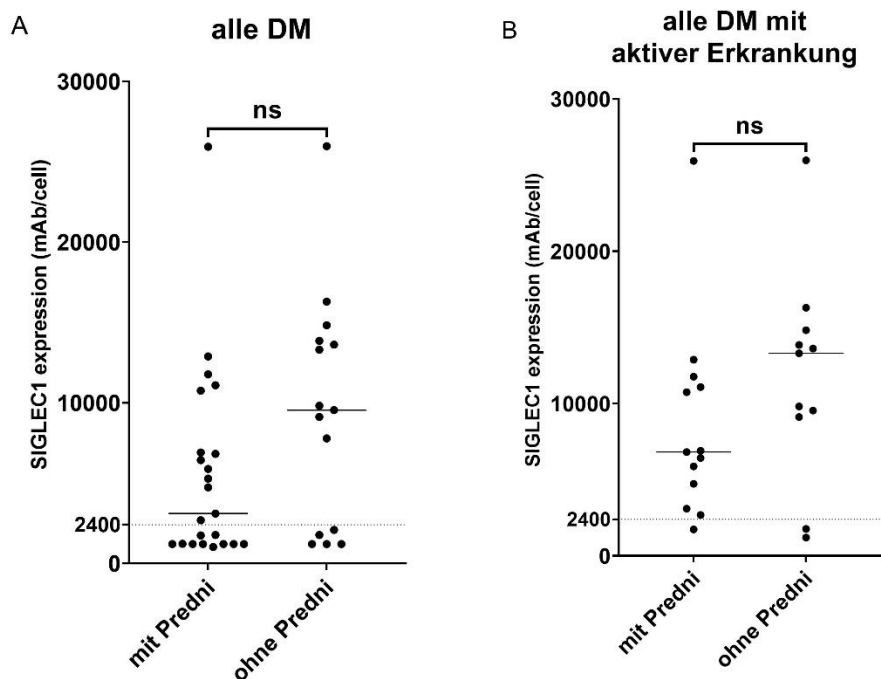 A
alle DM
SIGLEC1 expression (mAb/cell)
30000
20000
10000
2400
0
ns
mit Predni
ohne Predni
B
alle DM mit
aktiver Erkrankung
SIGLEC1 expression (mAb/cell)
30000
20000
10000
2400
0
ns
mit Predni
ohne Predni